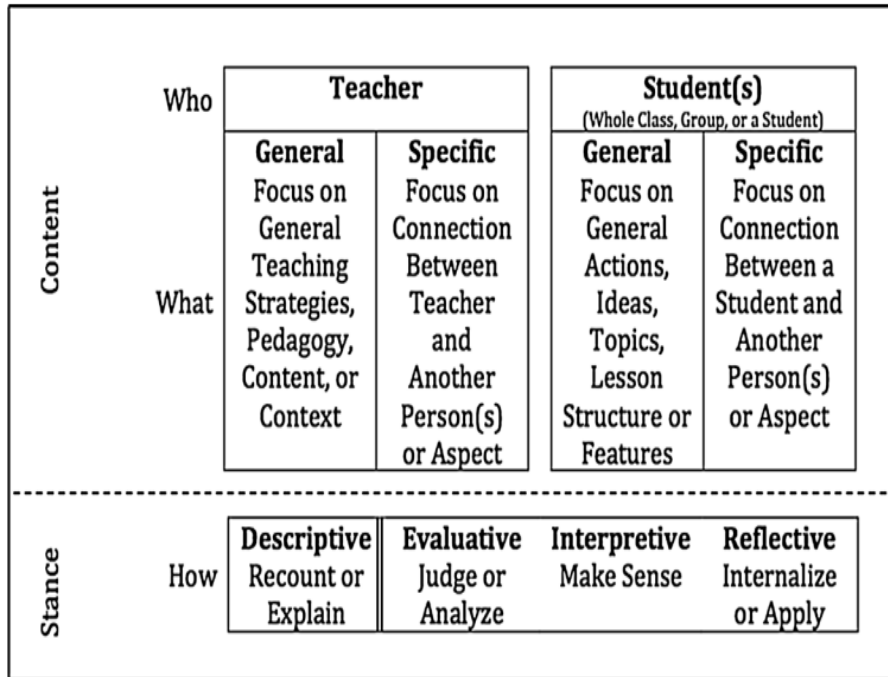 Content
Who
Teacher
Student(s)
(Whole Class, Group, or a Student)
What
General
Focus on
General
Teaching
Strategies,
Pedagogy,
Content, or
Context
Specific
Focus on
Connection
Between
Teacher
and
Another
Person(s)
or Aspect
General
Focus on
General
Actions,
Ideas,
Topics,
Lesson
Structure or
Features
Specific
Focus on
Connection
Between a
Student and
Another
Person(s)
or Aspect
Stance
How
Descriptive
Recount or
Explain
Evaluative
Judge or
Analyze
Interpretive
Make Sense
Reflective
Internalize
or Apply